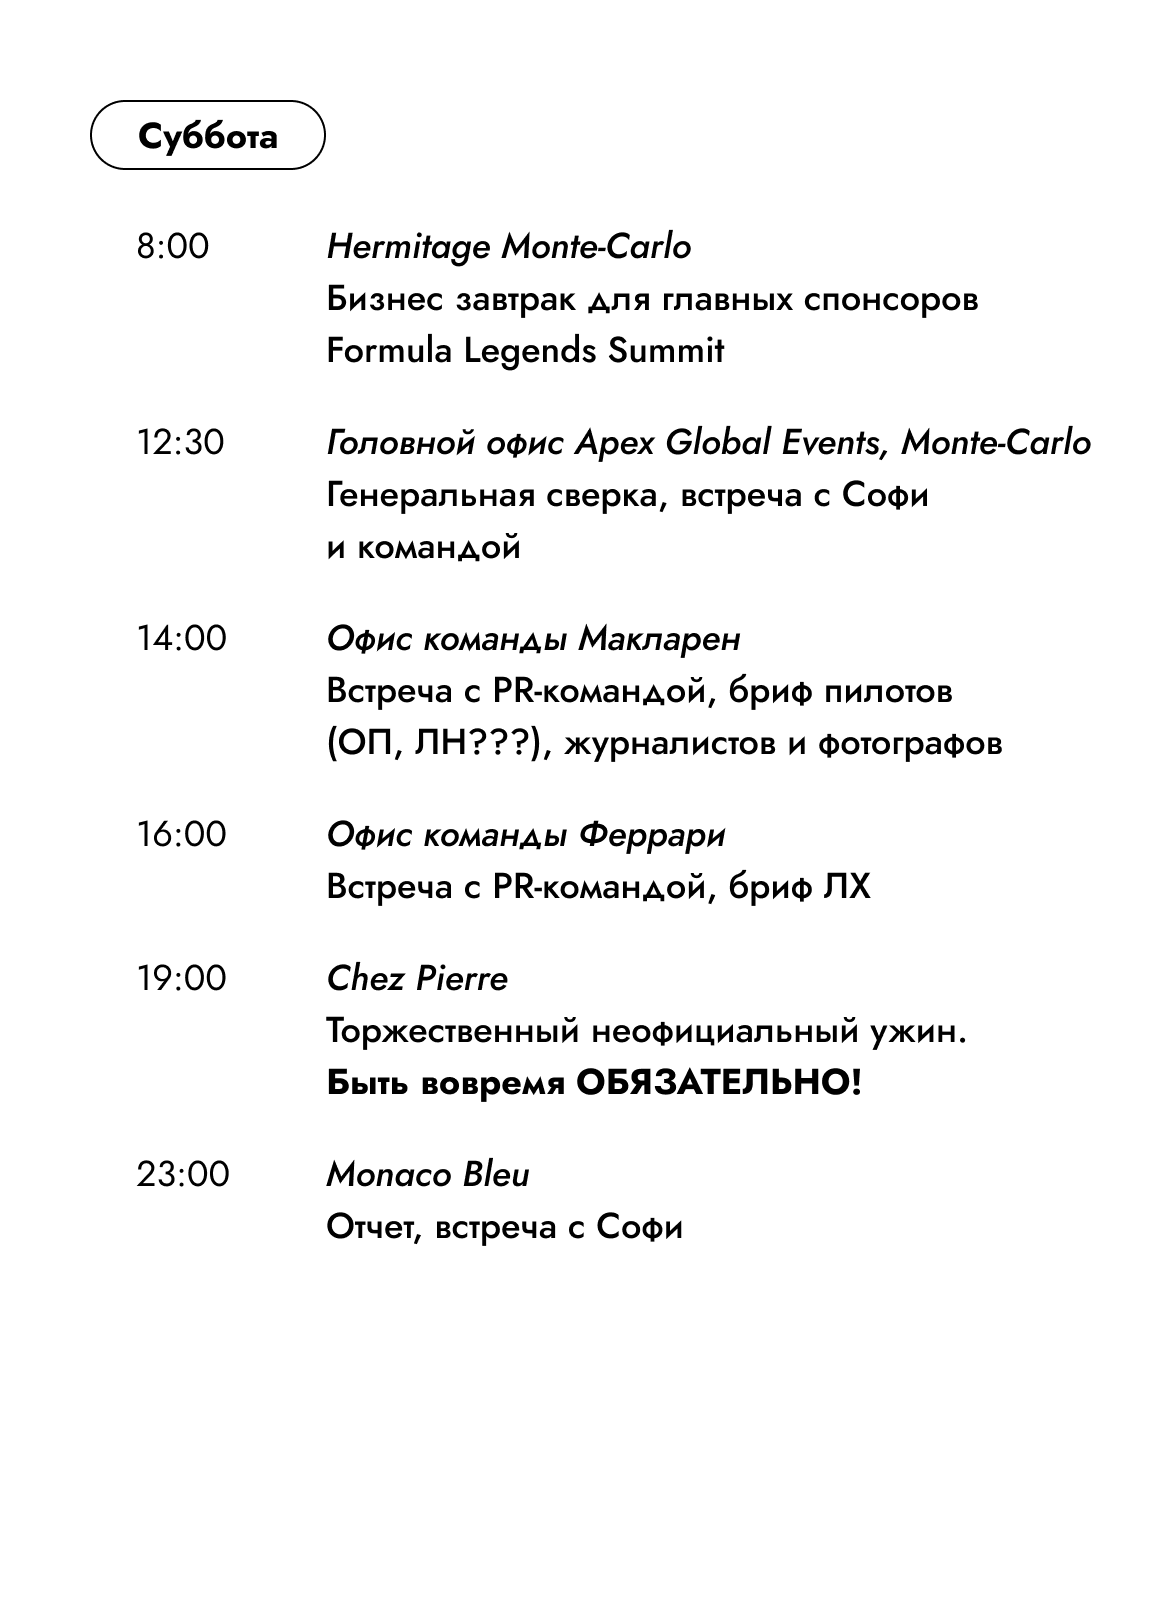 Суббота
8:00
Hermitage Monte-Carlo
Бизнес завтрак для главных спонсоров
Formula Legends Summit
12:30
Головной офис Apex Global Events, Monte-Carlo
Генеральная сверка, встреча с Софи
и командой
14:00
Офис команды Макларен
Встреча с PR-командой, бриф пилотов
(ОП, ЛН???), журналистов и фотографов
16:00
Офис команды Феррари
Встреча с PR-командой, бриф ЛХ
19:00
Chez Pierre
Торжественный неофициальный ужин.
Быть вовремя ОБЯЗАТЕЛЬНО!
23:00
Monaco Bleu
Отчет, встреча с Софи